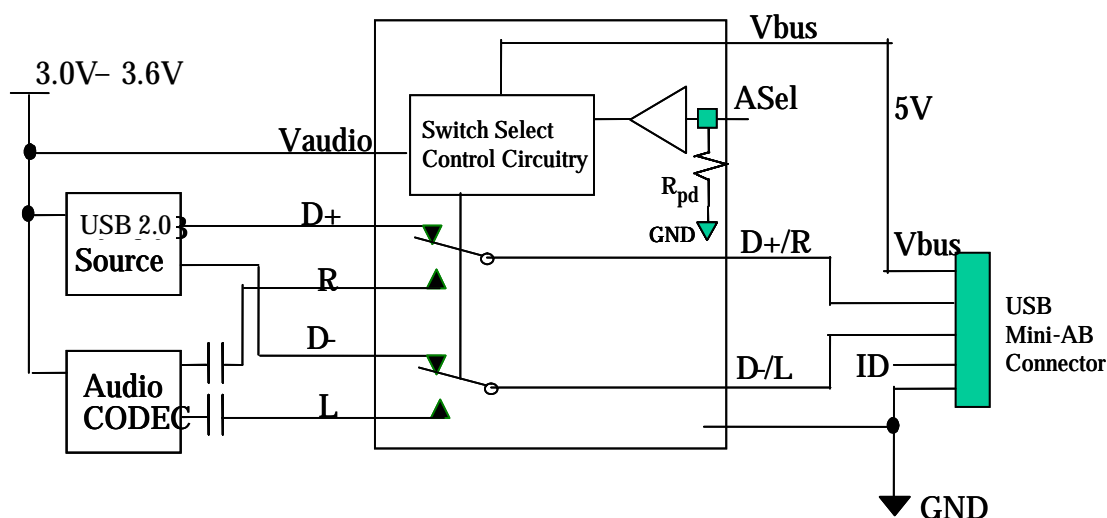 Vbus
3.0V– 3.6V
ASel
5V
Switch Select
Control Circuitry
Vaudio
Rpd
USB 2.0
Source
D+
GND
D+/R
Vbus
R
USB
Mini-AB
Connector
D-
D-/L
ID
Audio
CODEC
L
GND